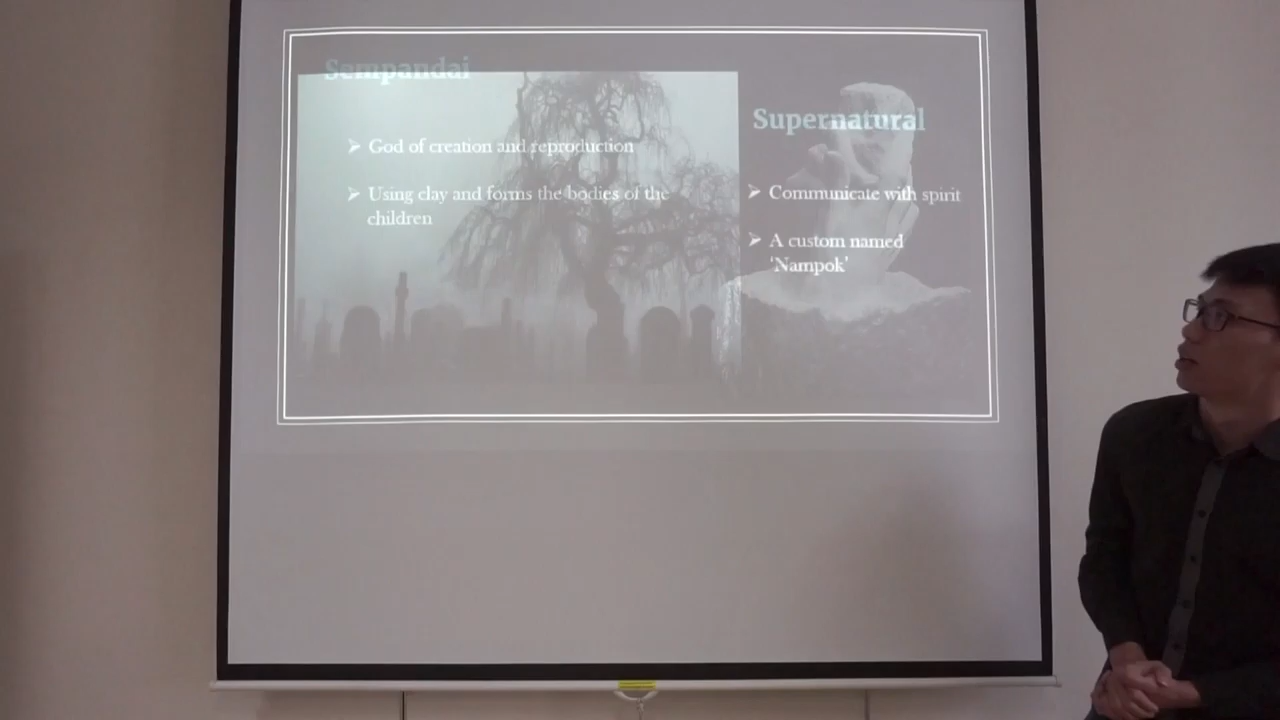 Sempandai
➢ God of creation and reproduction
➢ Using clay and forms the bodies of the
children
Supernatural
➢ Communicate with spirit
➢ A custom named
‘Nampok’